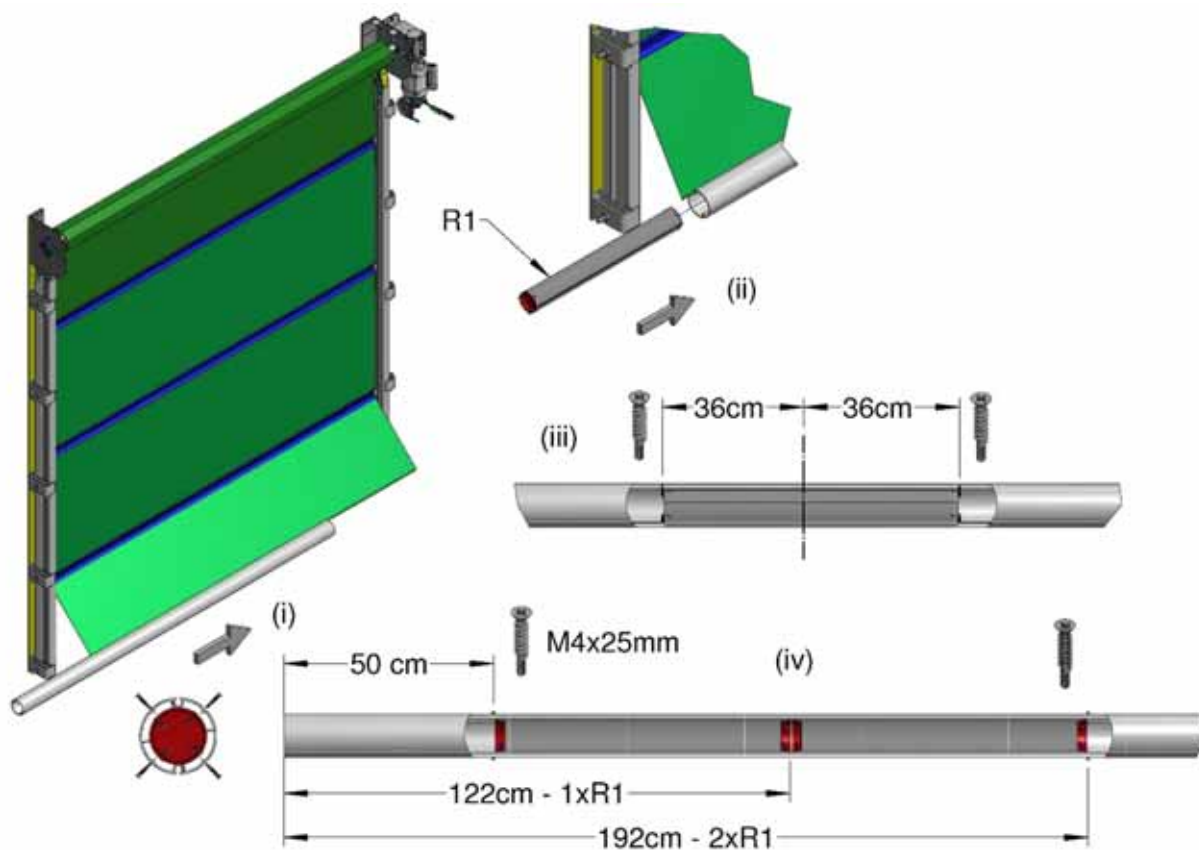 R1
(ii)
36cm
36cm
(iii)
(i)
M4x25mm
(iv)
50 cm
122cm - 1xR1
192cm - 2xR1